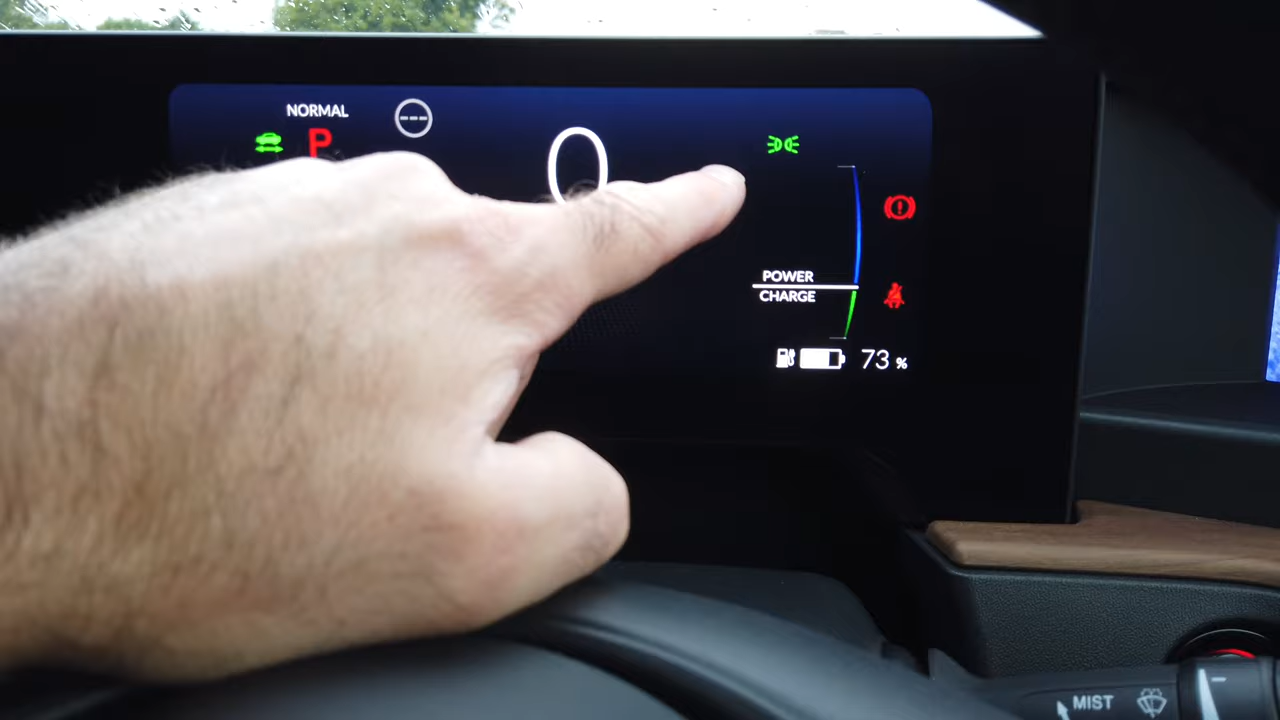 NORMAL
P
---
0
POWER
CHARGE
73 %
MIST